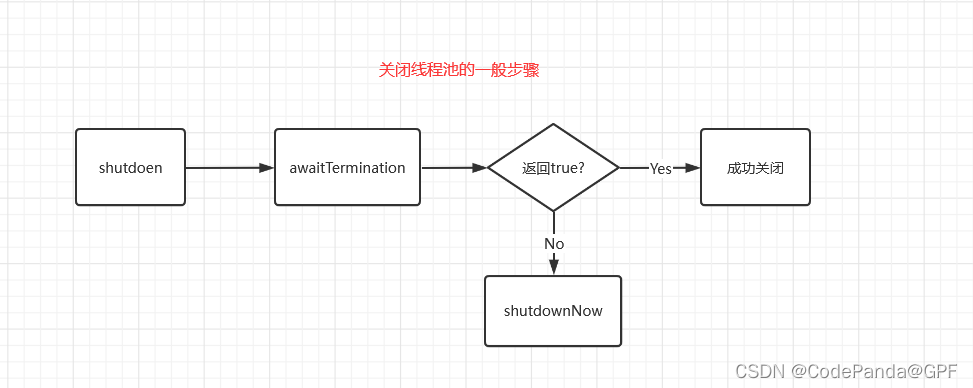 关闭线程池的一般步骤
shutdoen
awaitTermination
返回true?
Yes
成功关闭
No
shutdownNow
CSDN @CodePanda@GPF